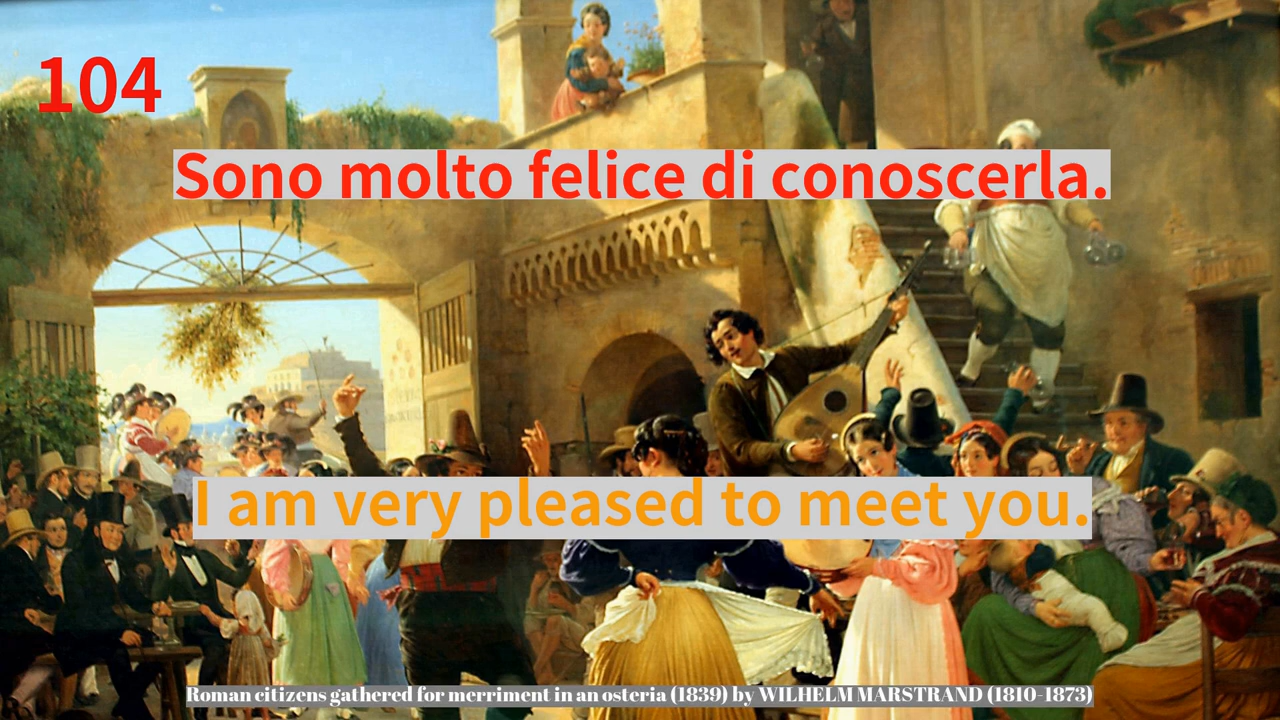 104
Sono molto felice di conoscerla.
I am very pleased to meet you.
Roman citizens gathered for merriment in an osteria (1839) by WILHELM MARSTRAND (1810-1873)